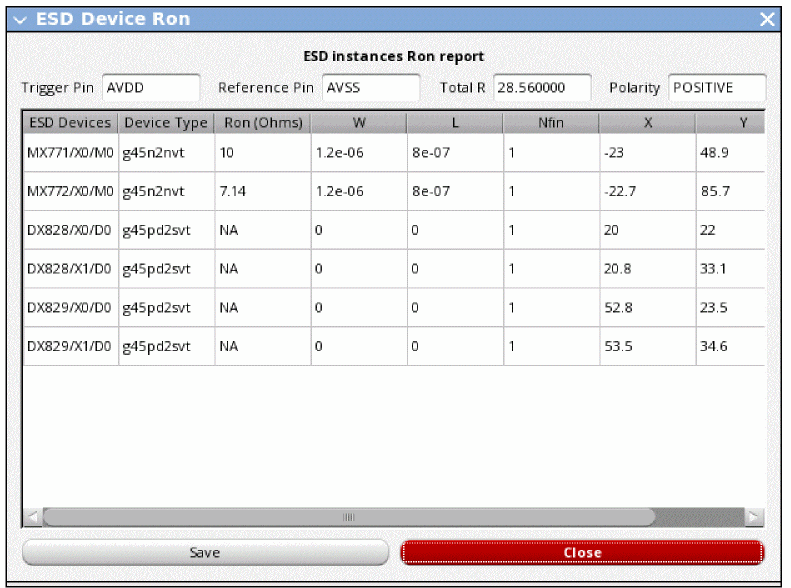 ESD Device Ron
ESD instances Ron report
Trigger Pin AVDD Reference Pin AVSS Total R 28.560000 Polarity POSITIVE
ESD Devices Device Type Ron (Ohms) W L Nfin X Y
MX771/X0/M0 g45n2nvt 10 1.2e-06 8e-07 1 -23 48.9
MX772/X0/M0 g45n2nvt 7.14 1.2e-06 8e-07 1 -22.7 85.7
DX828/X0/D0 g45pd2svt NA 0 0 1 20 22
DX828/X1/D0 g45pd2svt NA 0 0 1 20.8 33.1
DX829/X0/D0 g45pd2svt NA 0 0 1 52.8 23.5
DX829/X1/D0 g45pd2svt NA 0 0 1 53.5 34.6
Save Close